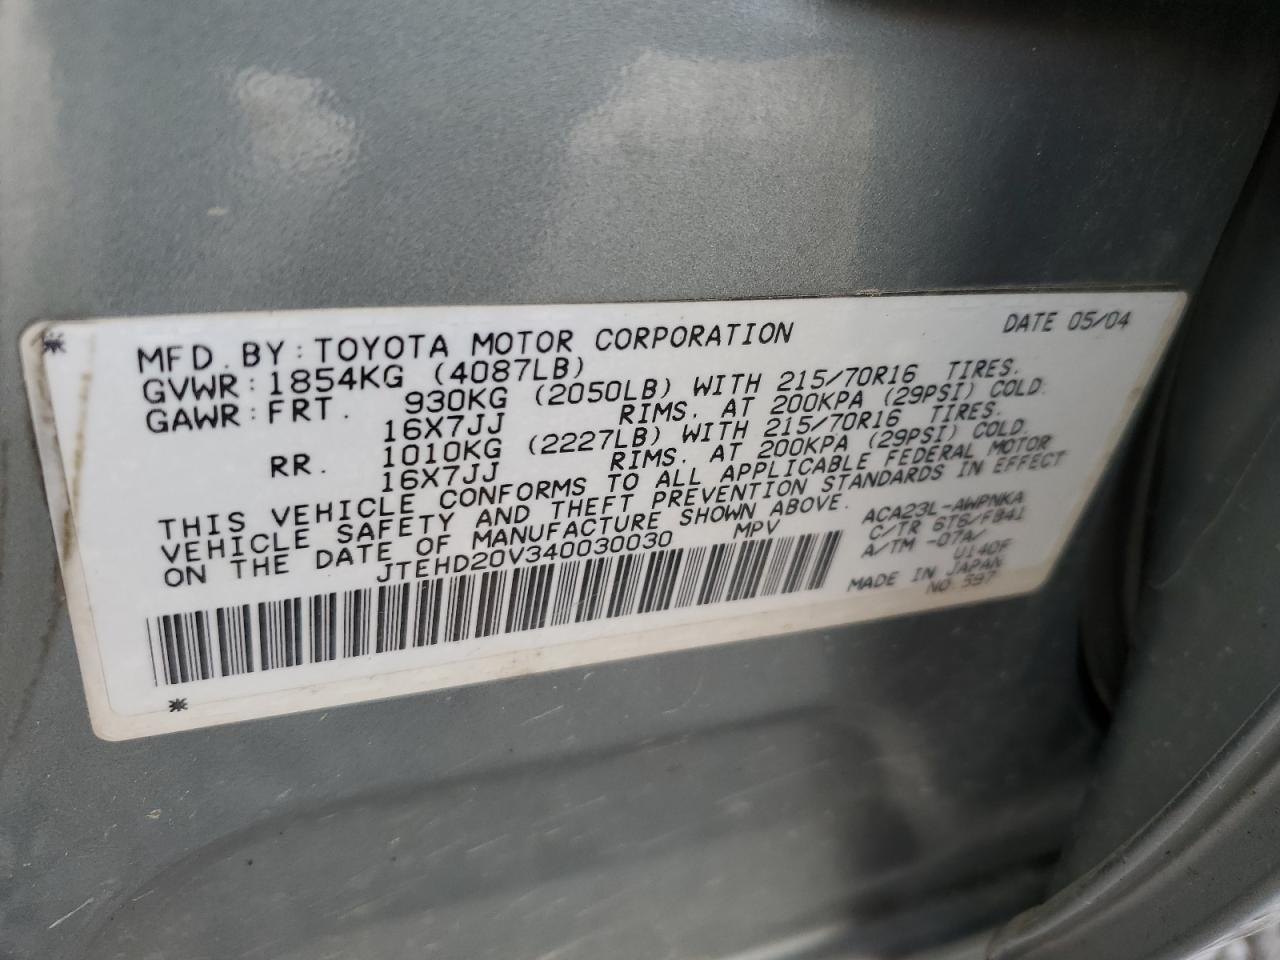 MFD. BY: TOYOTA MOTOR CORPORATION DATE 05/04
GVWR: 1854KG (4087LB)
GAWR: FRT. 930KG (2050LB) WITH 215/70R16 TIRES.
16X7JJ RIMS. AT 200KPA (29PSI) COLD.
RR. 1010KG (2227LB) WITH 215/70R16 TIRES.
16X7JJ RIMS. AT 200KPA (29PSI) COLD.
THIS VEHICLE CONFORMS TO ALL APPLICABLE FEDERAL MOTOR
VEHICLE SAFETY AND THEFT PREVENTION STANDARDS IN EFFECT
ON THE DATE OF MANUFACTURE SHOWN ABOVE.
JTEHD20V340030030 MPV
ACA23L-AWPNKA
C/TR 6T6/FB41
A/TM -07A/
U140F
MADE IN JAPAN
NO.597